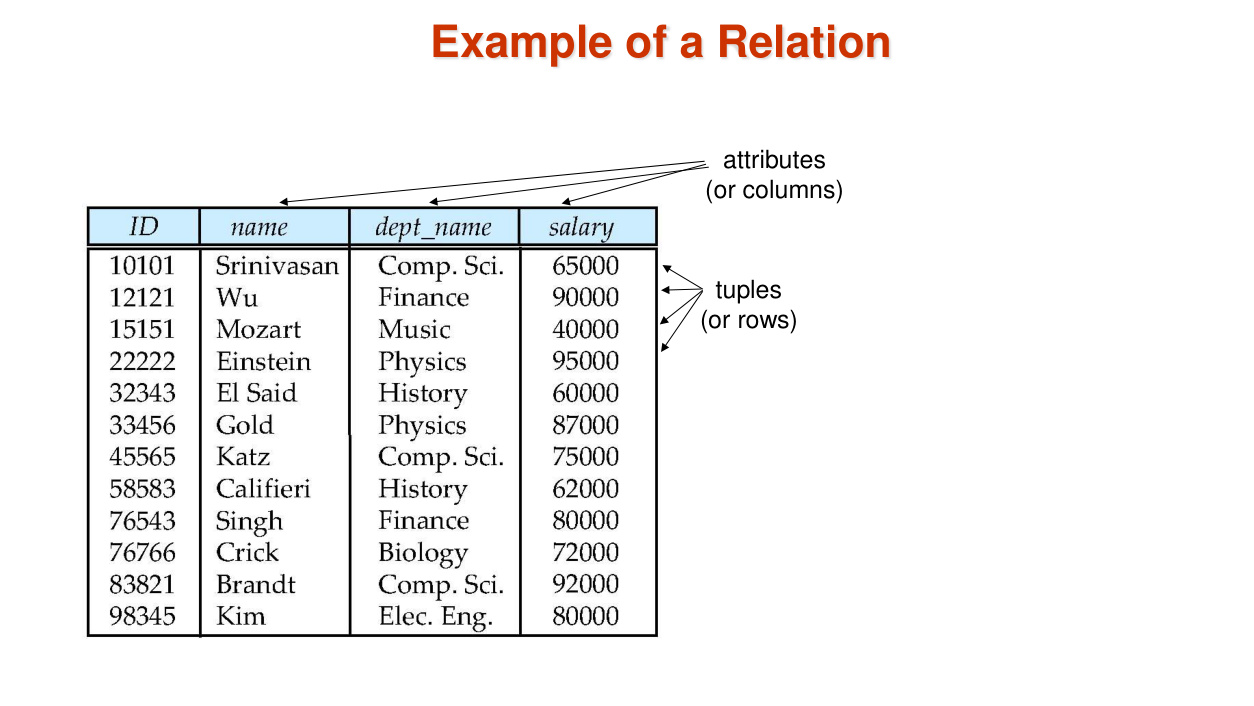 Example of a Relation
attributes
(or columns)
ID name dept_name salary
10101 Srinivasan Comp. Sci. 65000
12121 Wu Finance 90000
15151 Mozart Music 40000
22222 Einstein Physics 95000
32343 El Said History 60000
33456 Gold Physics 87000
45565 Katz Comp. Sci. 75000
58583 Califieri History 62000
76543 Singh Finance 80000
76766 Crick Biology 72000
83821 Brandt Comp. Sci. 92000
98345 Kim Elec. Eng. 80000
tuples
(or rows)